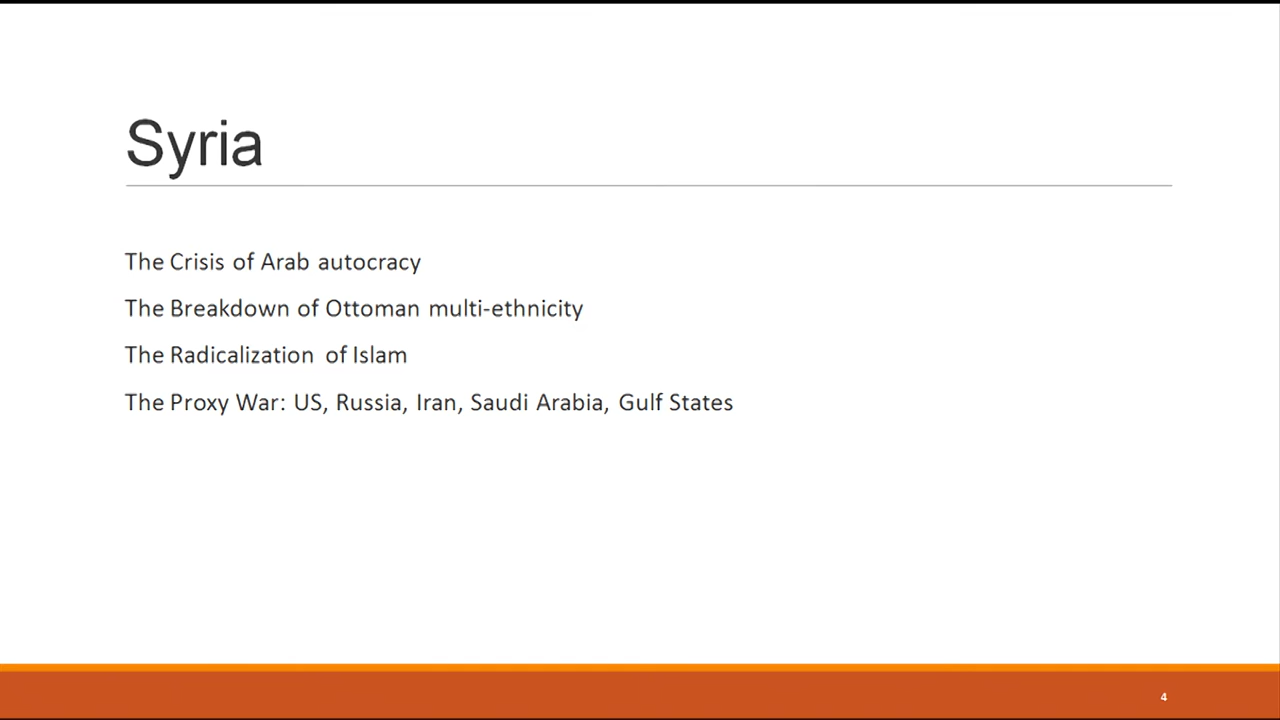 Syria
The Crisis of Arab autocracy
The Breakdown of Ottoman multi-ethnicity
The Radicalization of Islam
The Proxy War: US, Russia, Iran, Saudi Arabia, Gulf States
4